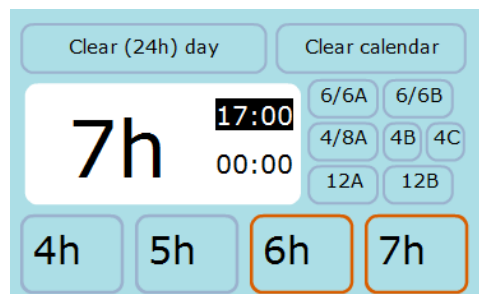 Clear (24h) day Clear calendar
6/6A 6/6B
7h 17:00
4/8A 4B 4C
00:00
12A 12B
4h 5h 6h 7h